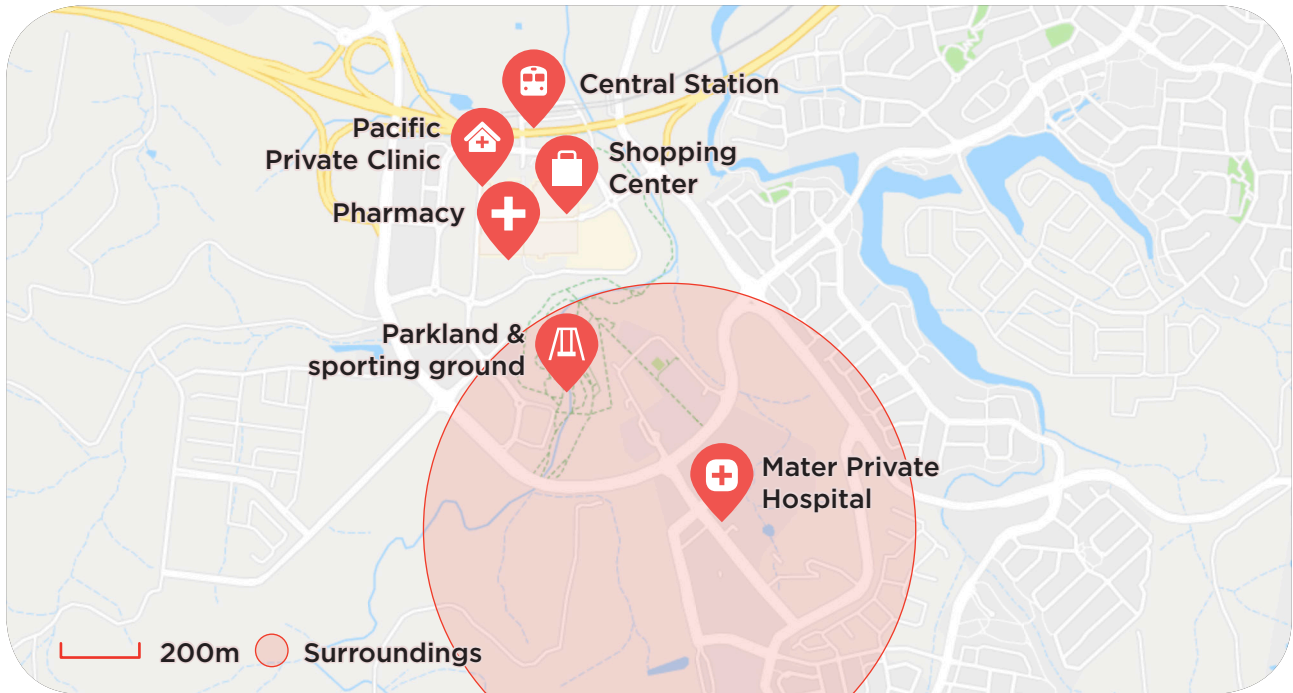 Central Station
Pacific
Private Clinic
Shopping
Center
Pharmacy
Parkland &
sporting ground
Mater Private
Hospital
200m
Surroundings